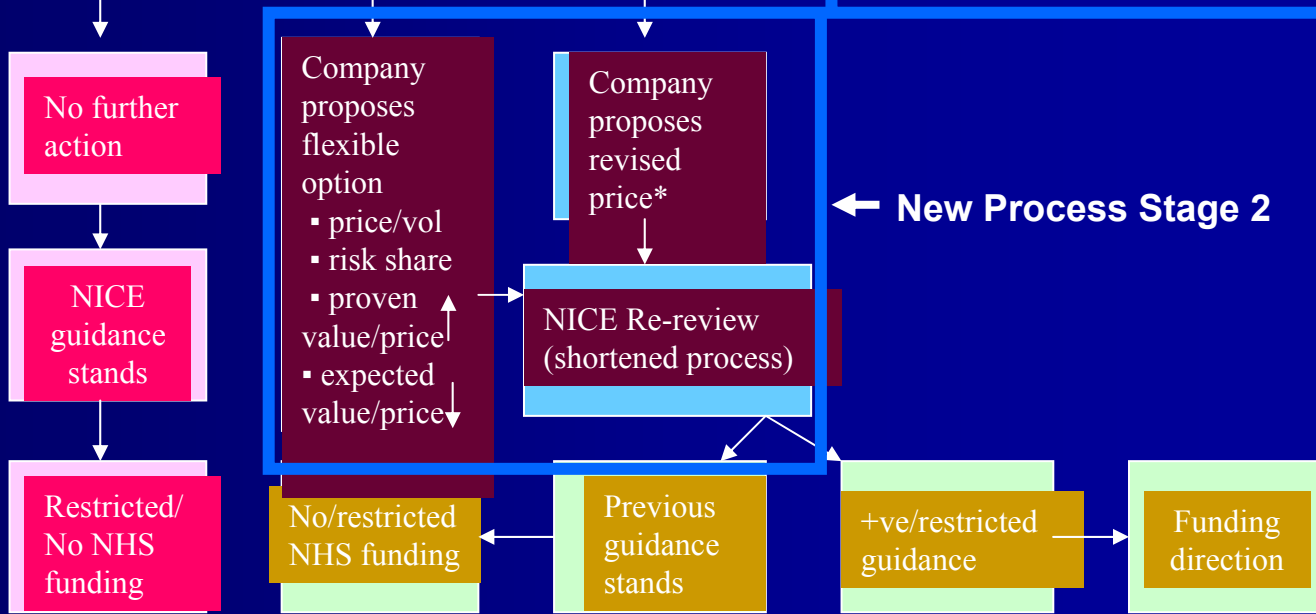 No further
action
NICE
guidance
stands
Restricted/
No NHS
funding
Company
proposes
flexible
option
▪ price/vol
▪ risk share
▪ proven
value/price
▪ expected
value/price
Company
proposes
revised
price*
NICE Re-review
(shortened process)
← New Process Stage 2
No/restricted
NHS funding
Previous
guidance
stands
+ve/restricted
guidance
Funding
direction